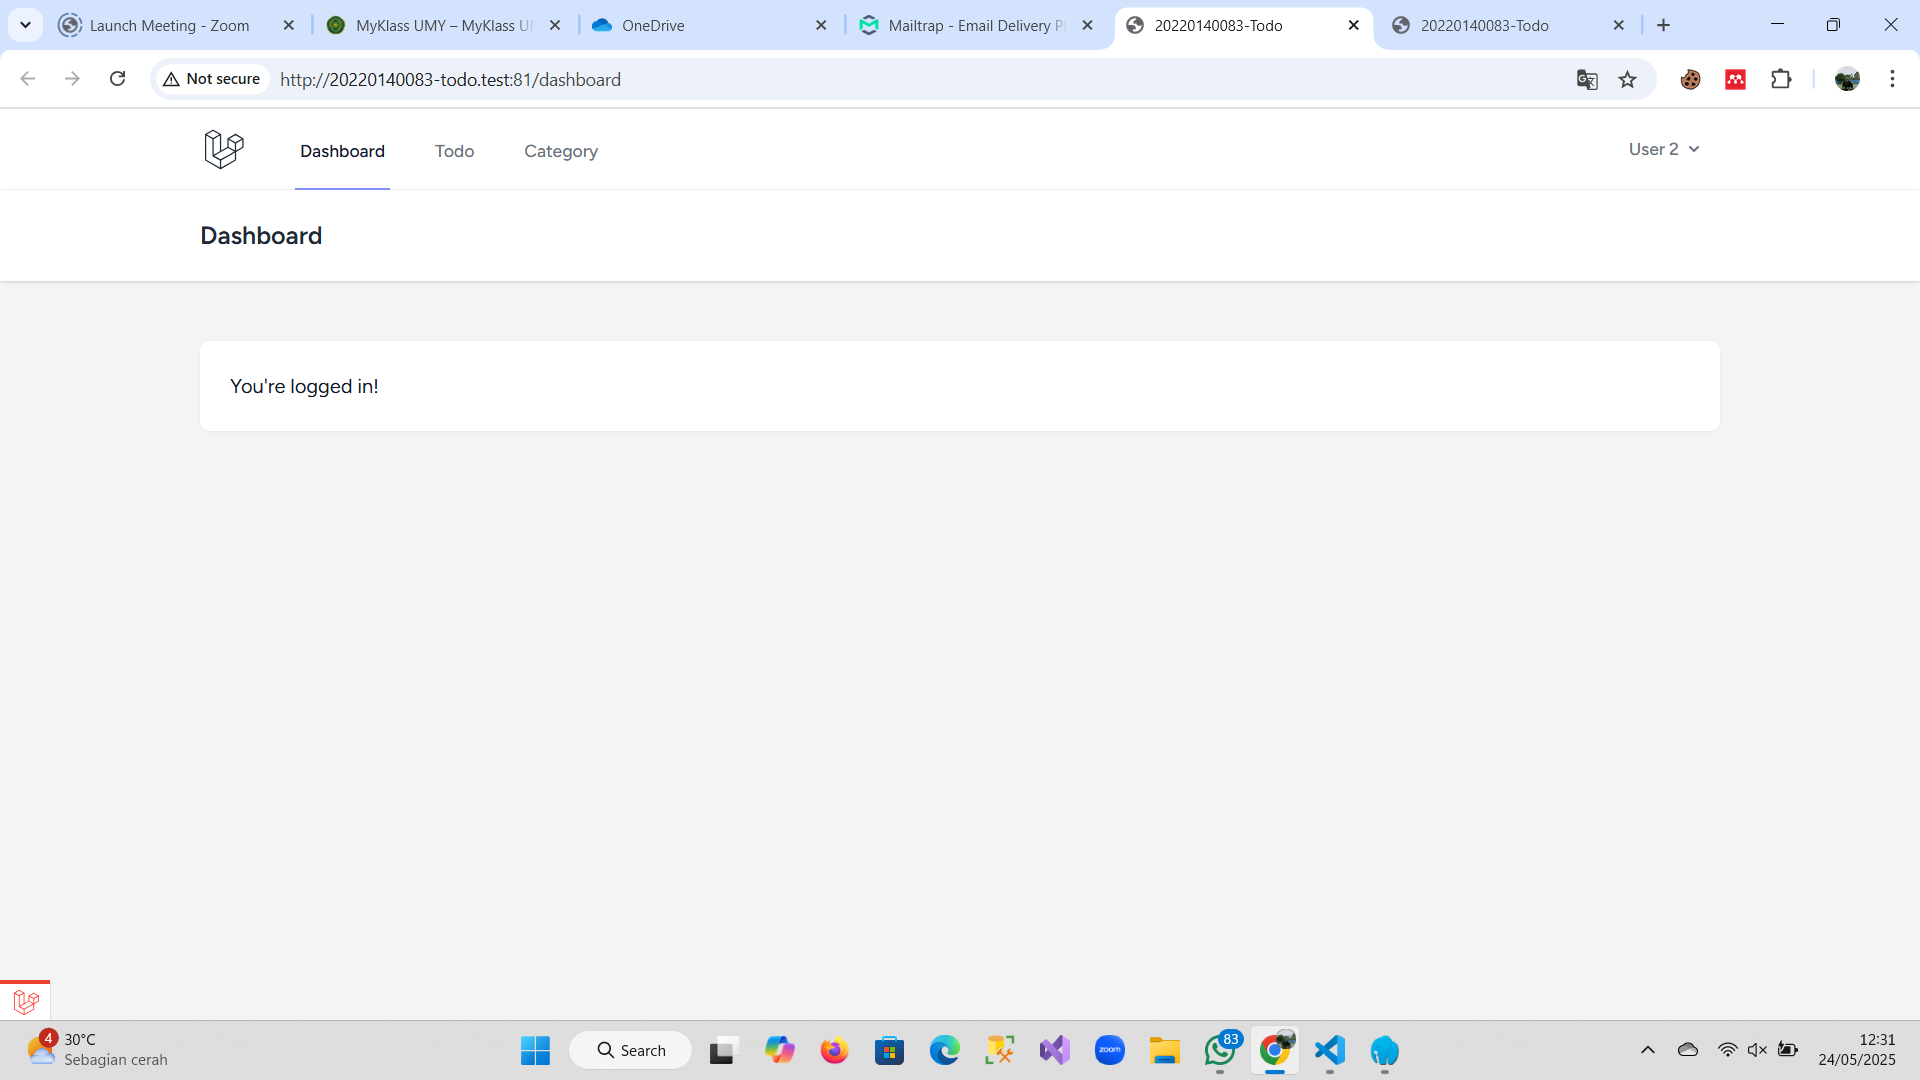 Launch Meeting - Zoom
MyKlass UMY – MyKlass U
OneDrive
Mailtrap - Email Delivery P
20220140083-Todo
20220140083-Todo
Not secure
http://20220140083-todo.test:81/dashboard
Dashboard
Todo
Category
User 2
Dashboard
You're logged in!
4
30°C
Sebagian cerah
Search
zoom
83
12:31
24/05/2025